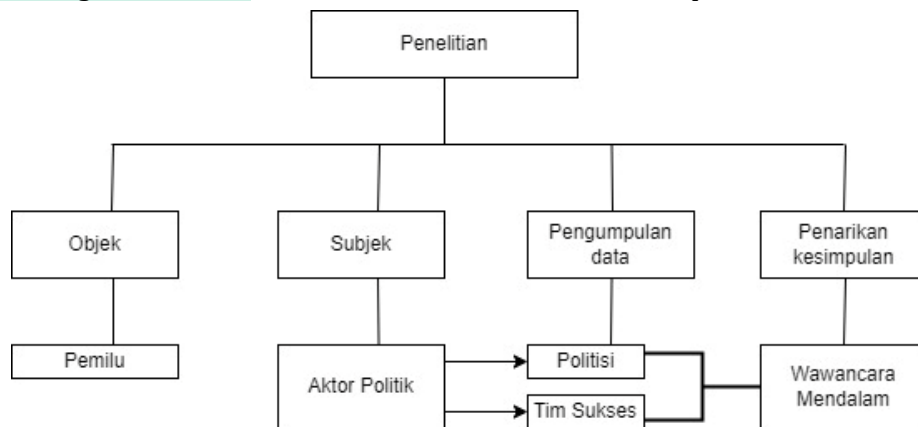 Penelitian
Objek
Subjek
Pengumpulan
data
Penarikan
kesimpulan
Pemilu
Aktor Politik
Politisi
Tim Sukses
Wawancara
Mendalam